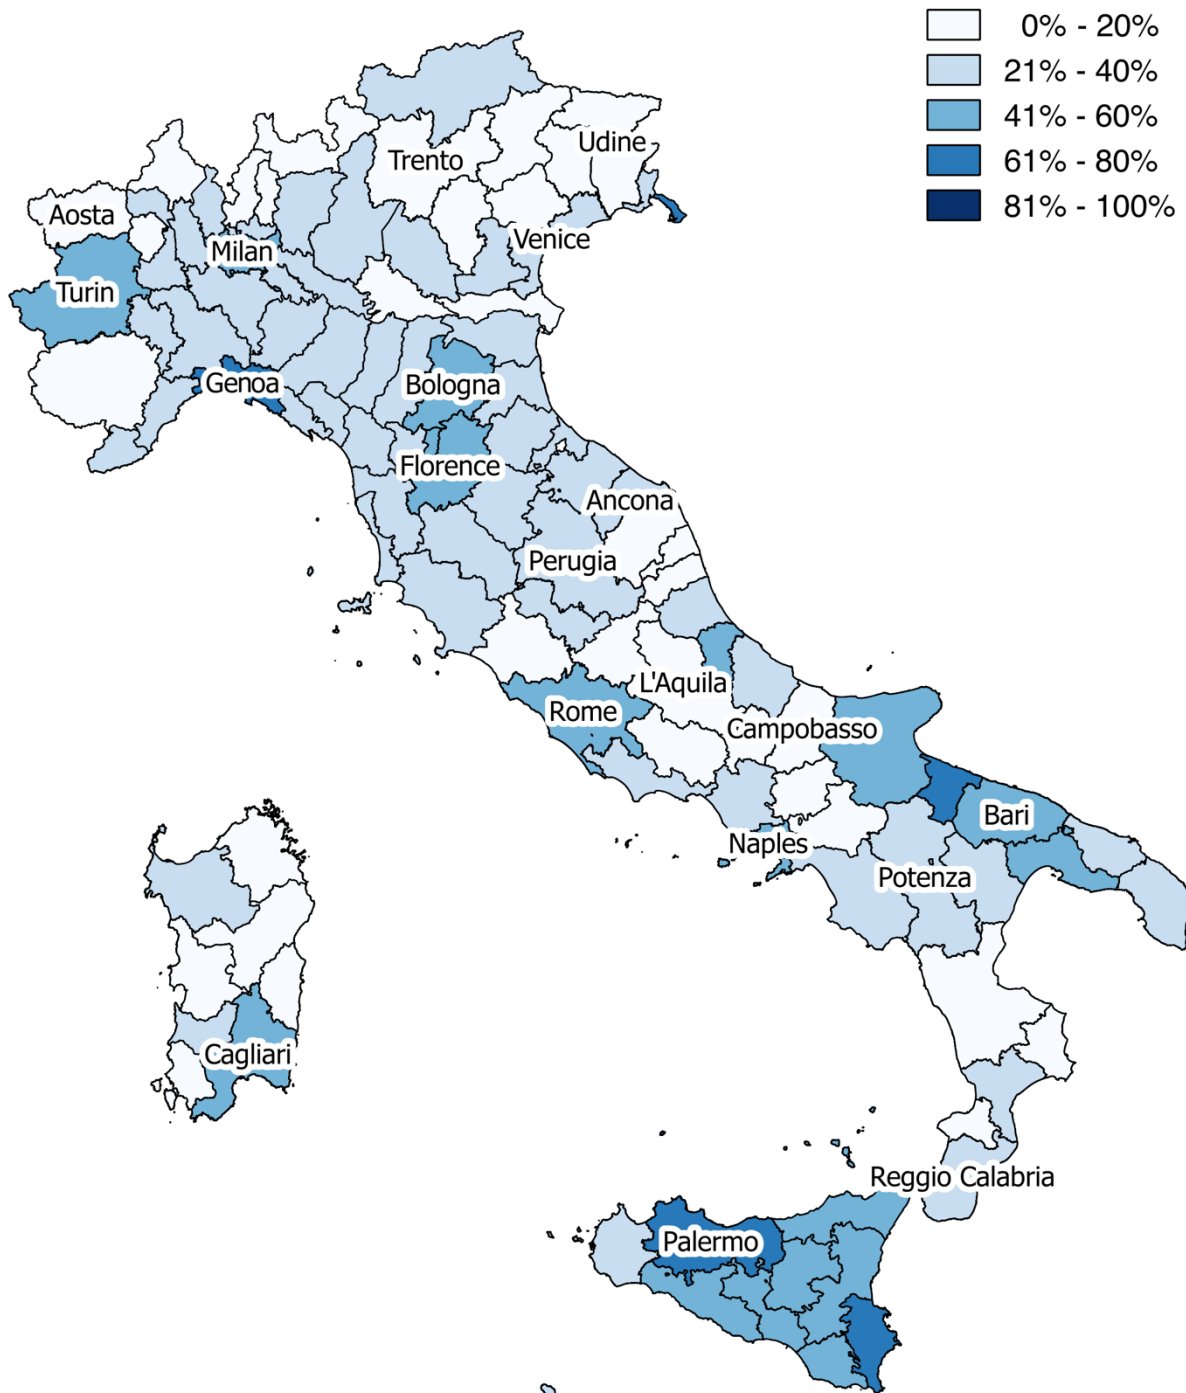 0% - 20%
21% - 40%
41% - 60%
61% - 80%
81% - 100%
Udine
Trento
Aosta
Venice
Milan
Turin
Genoa
Bologna
Florence
Ancona
Perugia
L'Aquila
Rome
Campobasso
Bari
Naples
Potenza
Cagliari
Reggio Calabria
Palermo